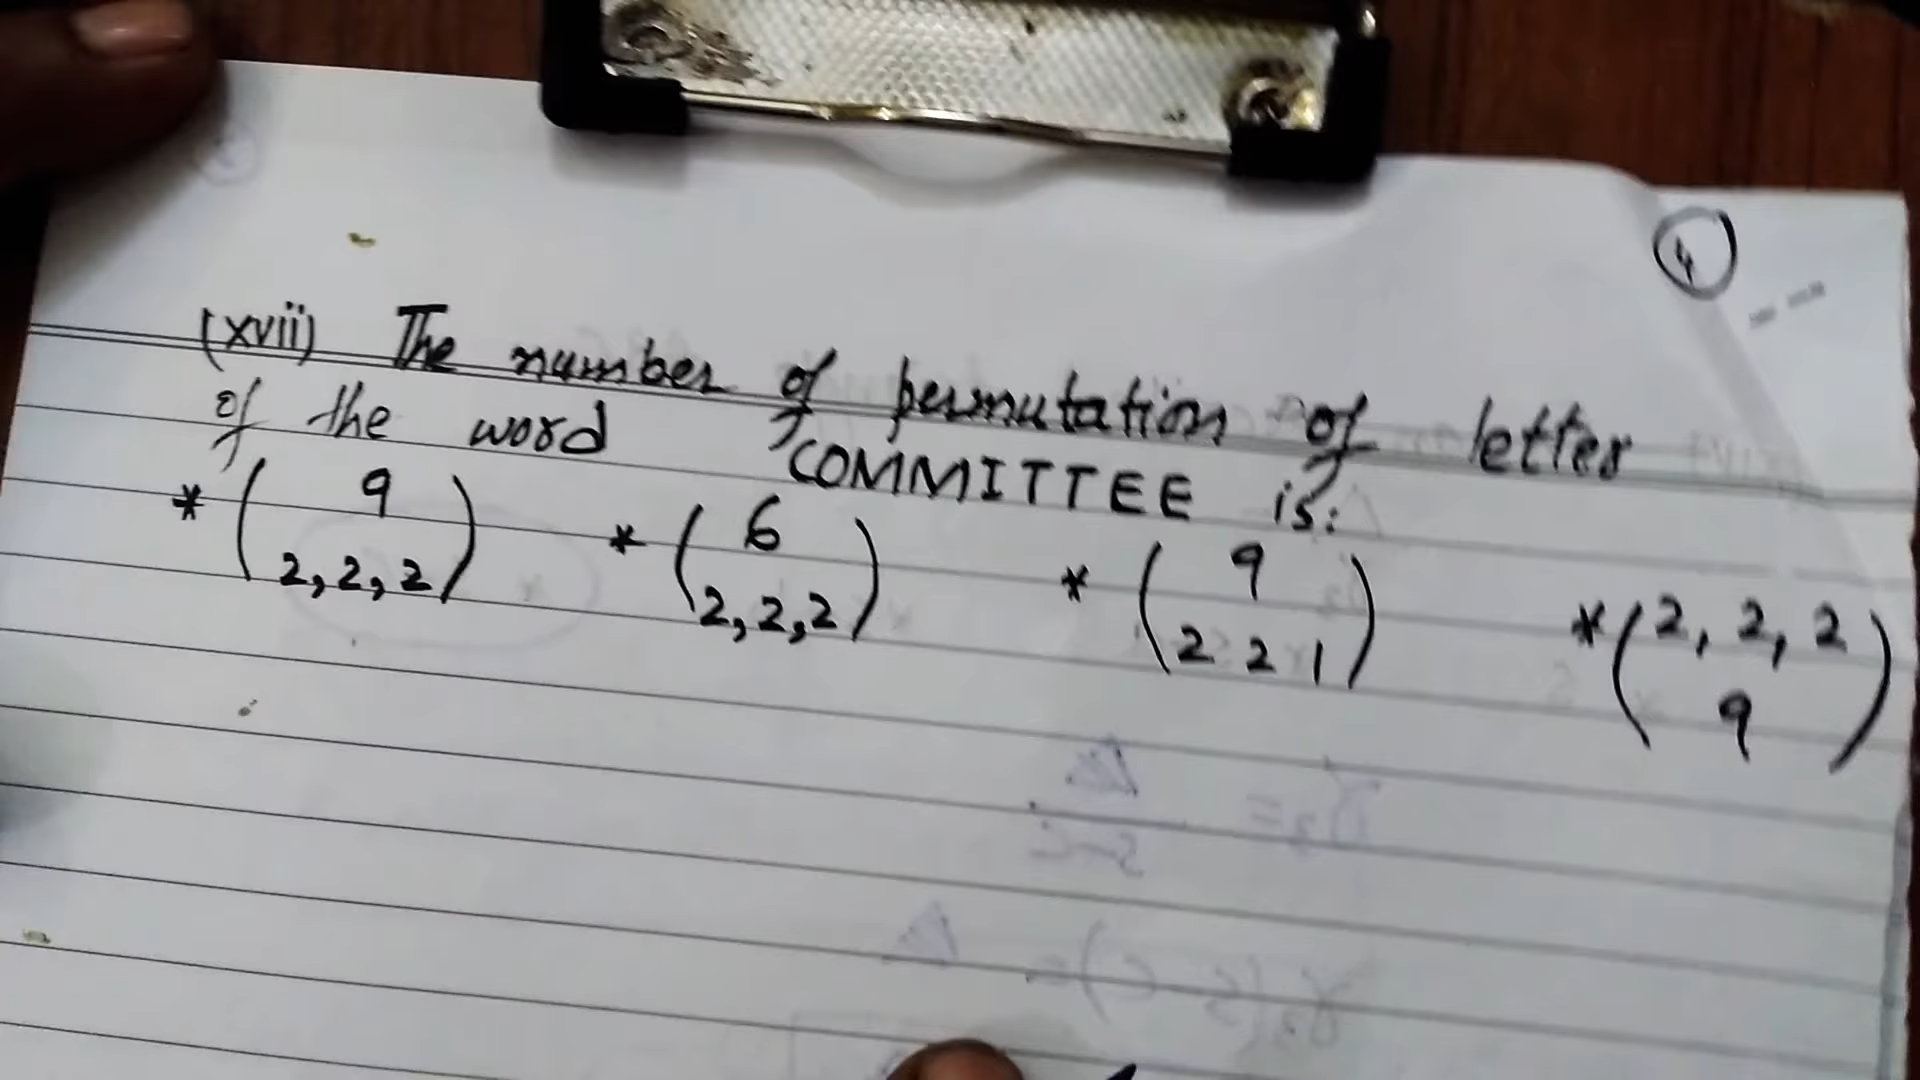 4
(xvii) The number of permutation of letter
of the word "COMMITTEE is:
* ( 9 * ( 6 * ( 9 * ( 2, 2, 2
2, 2, 2 ) 2, 2, 2 ) 2 2 1 ) 9 )